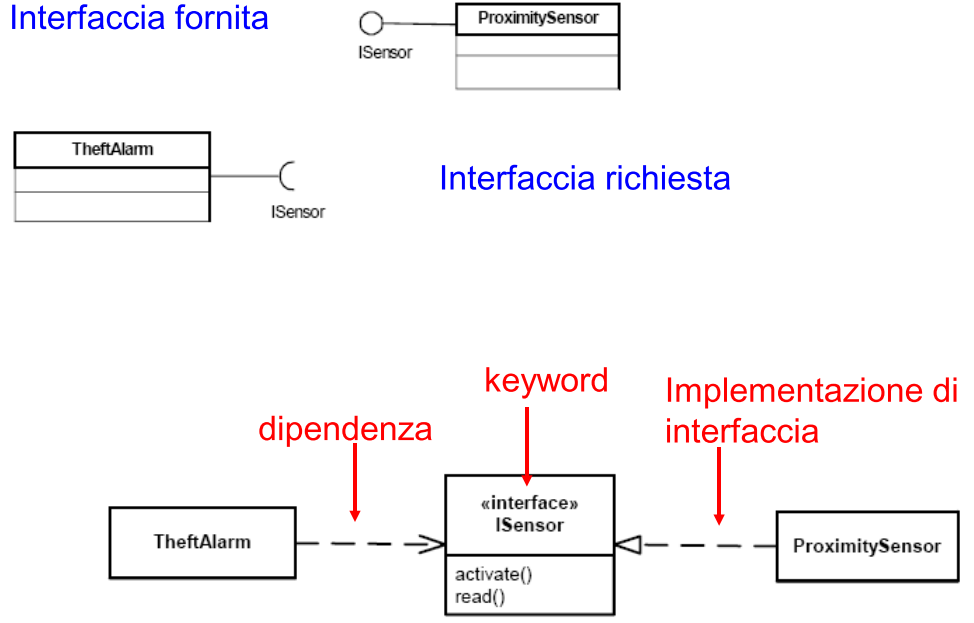 Interfaccia fornita
ProximitySensor
ISensor
TheftAlarm
ISensor
Interfaccia richiesta
keyword
Implementazione di
interfaccia
dipendenza
«interface»
ISensor
TheftAlarm
ProximitySensor
activate()
read()